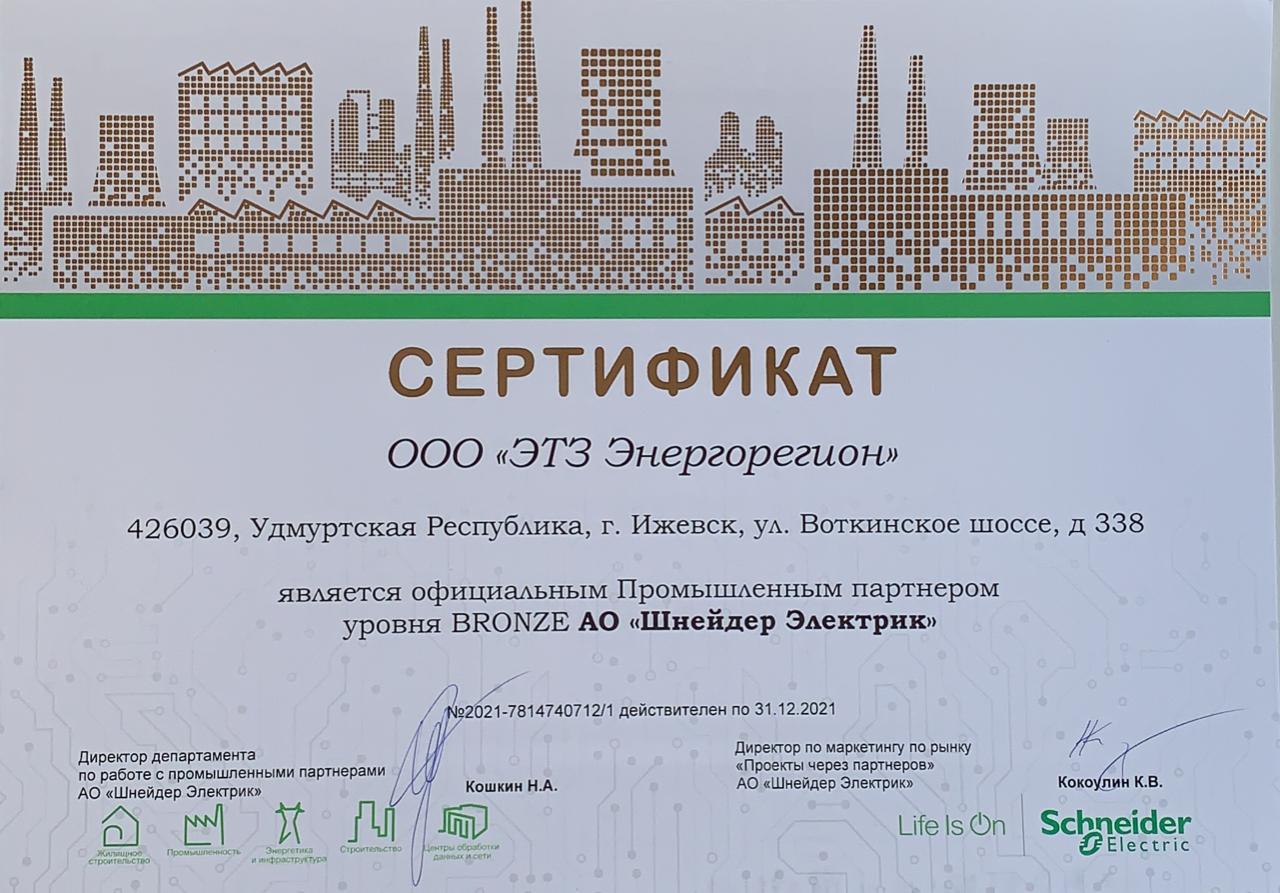 СЕРТИФИКАТ
ООО «ЭТЗ Энергорегион»
426039, Удмуртская Республика, г. Ижевск, ул. Воткинское шоссе, д 338
является официальным Промышленным партнером
уровня BRONZE АО «Шнейдер Электрик»
№2021-7814740712/1 действителен по 31.12.2021
Директор департамента
по работе с промышленными партнерами
АО «Шнейдер Электрик»
Кошкин Н.А.
Директор по маркетингу по рынку
«Проекты через партнеров»
АО «Шнейдер Электрик»
Кокоулин К.В.
Жилищное
строительство
Промышленность
Энергетика
и инфраструктура
Строительство
Центры обработки
данных и сети
Life Is On
Schneider
Electric